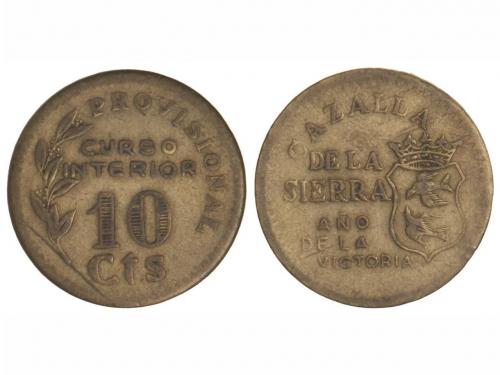 PROVISIONAL
CURSO
INTERIOR
10
Cts
CAZALLA
DE LA
SIERRA
AÑO
DE LA
VICTORIA